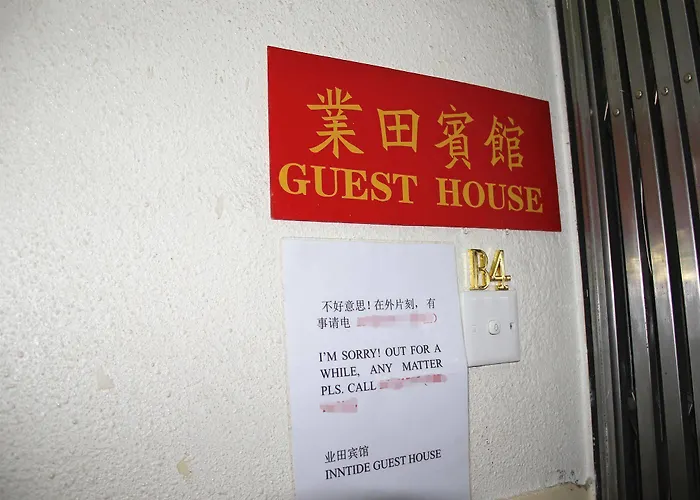 業田賓館
GUEST HOUSE
B4
不好意思！在外片刻，有
事请电 )
I'M SORRY! OUT FOR A
WHILE, ANY MATTER
PLS. CALL
业田宾馆
INNTIDE GUEST HOUSE